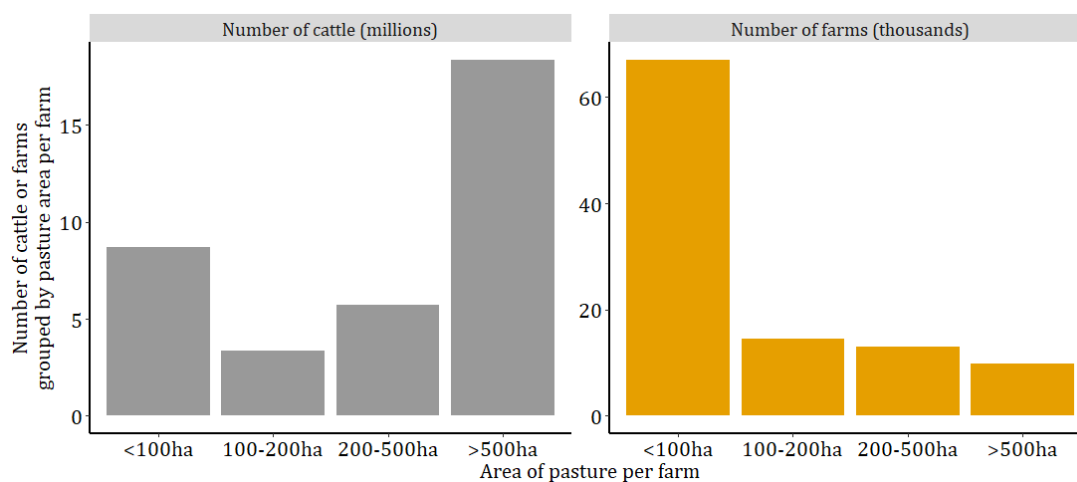 Number of cattle (millions)
Number of farms (thousands)
Number of cattle or farms
grouped by pasture area per farm
15
10
5
0
60
40
20
0
<100ha 100-200ha 200-500ha >500ha
<100ha 100-200ha 200-500ha >500ha
Area of pasture per farm